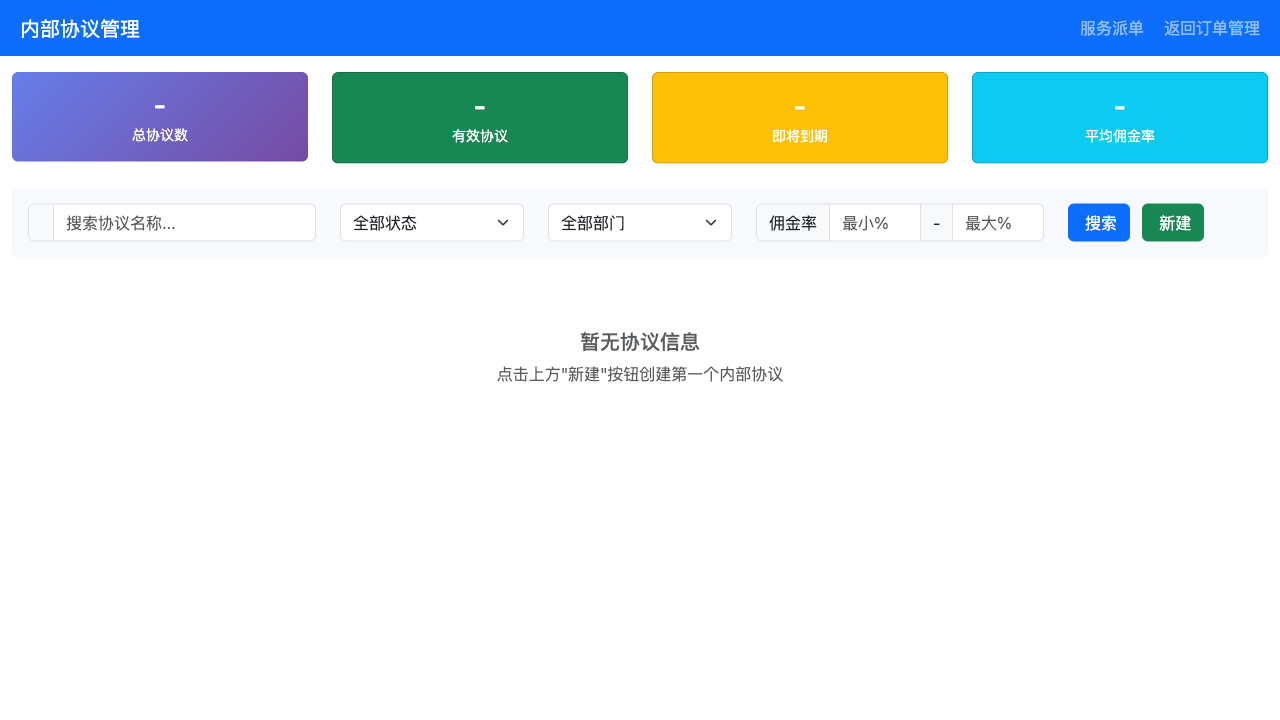 内部协议管理
服务派单 返回订单管理
-
总协议数
-
有效协议
-
即将到期
-
平均佣金率
搜索协议名称...
全部状态
全部部门
佣金率 最小% - 最大%
搜索
新建
暂无协议信息
点击上方"新建"按钮创建第一个内部协议